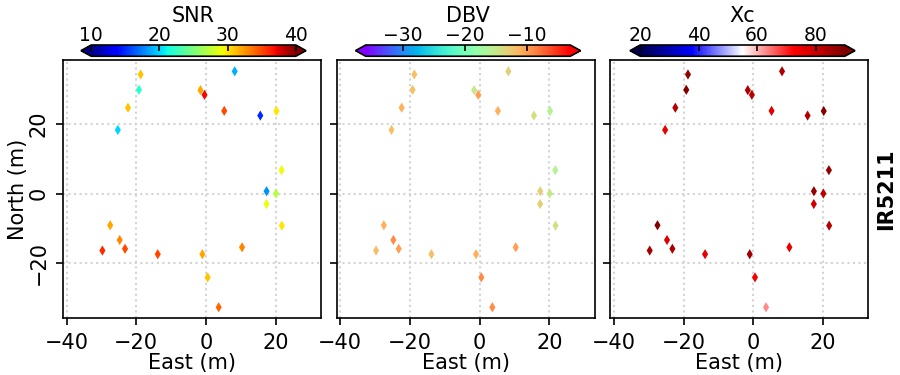 SNR DBV Xc
10 20 30 40 −30 −20 −10 20 40 60 80
20
0
−20
North (m)
−40 −20 0 20 −40 −20 0 20 −40 −20 0 20
East (m) East (m) East (m)
IR5211